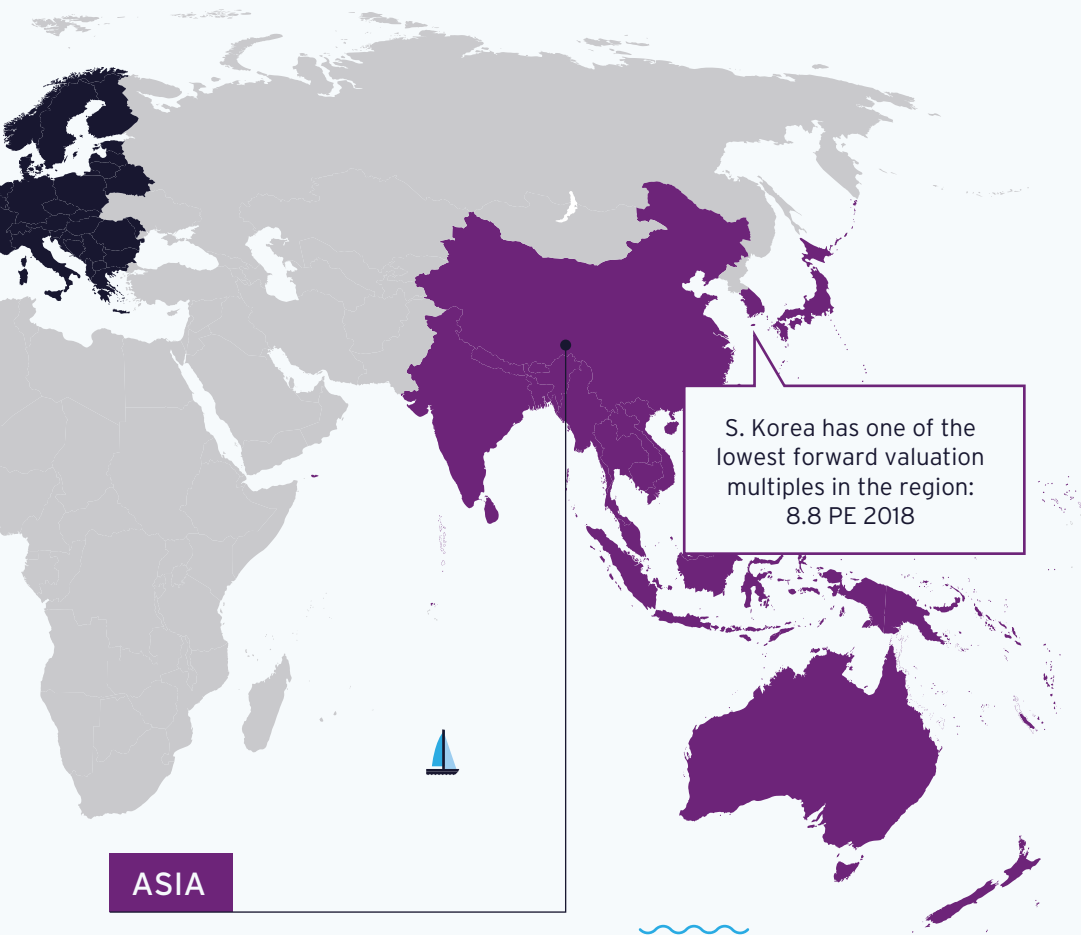 S. Korea has one of the
lowest forward valuation
multiples in the region:
8.8 PE 2018
ASIA